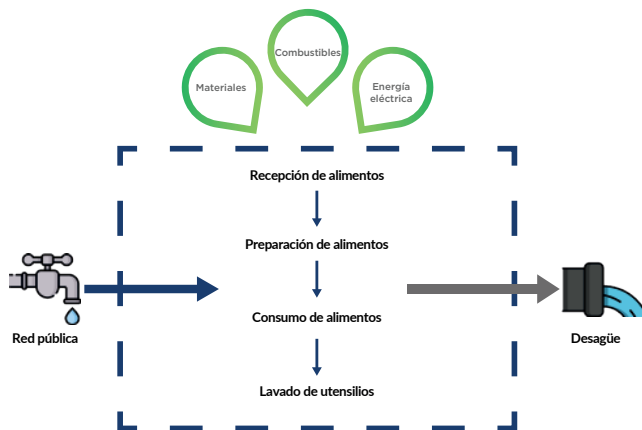 Combustibles
Materiales
Energía
eléctrica
Recepción de alimentos
Preparación de alimentos
Consumo de alimentos
Lavado de utensilios
Red pública
Desagüe